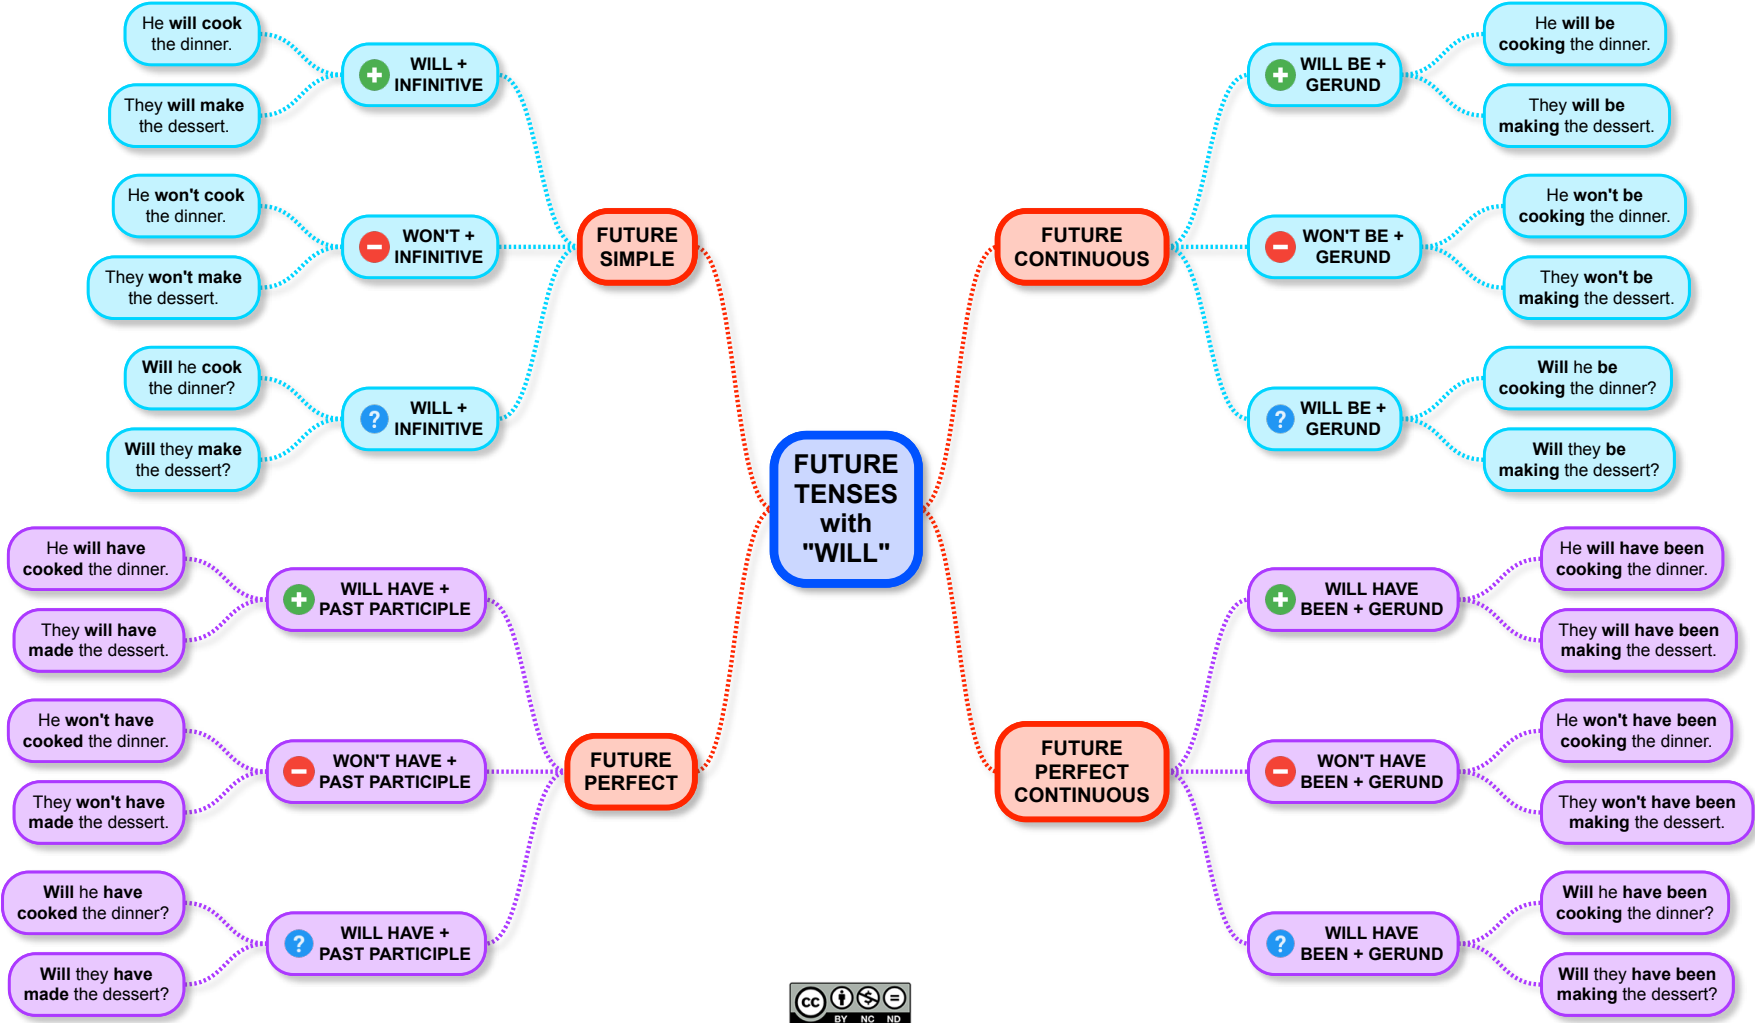 FUTURE
TENSES
with
"WILL"
FUTURE
SIMPLE
WILL +
INFINITIVE
He will cook
the dinner.
They will make
the dessert.
WON'T +
INFINITIVE
He won't cook
the dinner.
They won't make
the dessert.
WILL +
INFINITIVE
Will he cook
the dinner?
Will they make
the dessert?
FUTURE
PERFECT
WILL HAVE +
PAST PARTICIPLE
He will have
cooked the dinner.
They will have
made the dessert.
WON'T HAVE +
PAST PARTICIPLE
He won't have
cooked the dinner.
They won't have
made the dessert.
WILL HAVE +
PAST PARTICIPLE
Will he have
cooked the dinner?
Will they have
made the dessert?
FUTURE
CONTINUOUS
WILL BE +
GERUND
He will be
cooking the dinner.
They will be
making the dessert.
WON'T BE +
GERUND
He won't be
cooking the dinner.
They won't be
making the dessert.
WILL BE +
GERUND
Will he be
cooking the dinner?
Will they be
making the dessert?
FUTURE
PERFECT
CONTINUOUS
WILL HAVE
BEEN + GERUND
He will have been
cooking the dinner.
They will have been
making the dessert.
WON'T HAVE
BEEN + GERUND
He won't have been
cooking the dinner.
They won't have been
making the dessert.
WILL HAVE
BEEN + GERUND
Will he have been
cooking the dinner?
Will they have been
making the dessert?
cc
BY NC ND